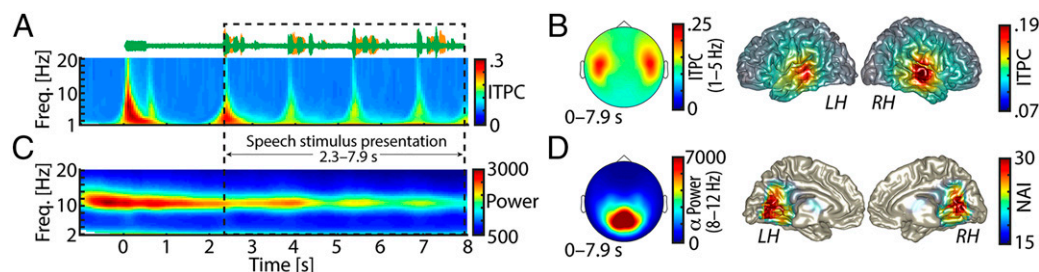 A
Freq. [Hz]
20
10
1
.3
0
ITPC
Speech stimulus presentation
2.3–7.9 s
B
0–7.9 s
.25
0
ITPC
(1–5 Hz)
LH
RH
.19
.07
ITPC
C
Freq. [Hz]
20
10
2
0 1 2 3 4 5 6 7 8
Time [s]
3000
500
Power
D
0–7.9 s
7000
0
α Power
(8–12 Hz)
LH
RH
30
15
NAI